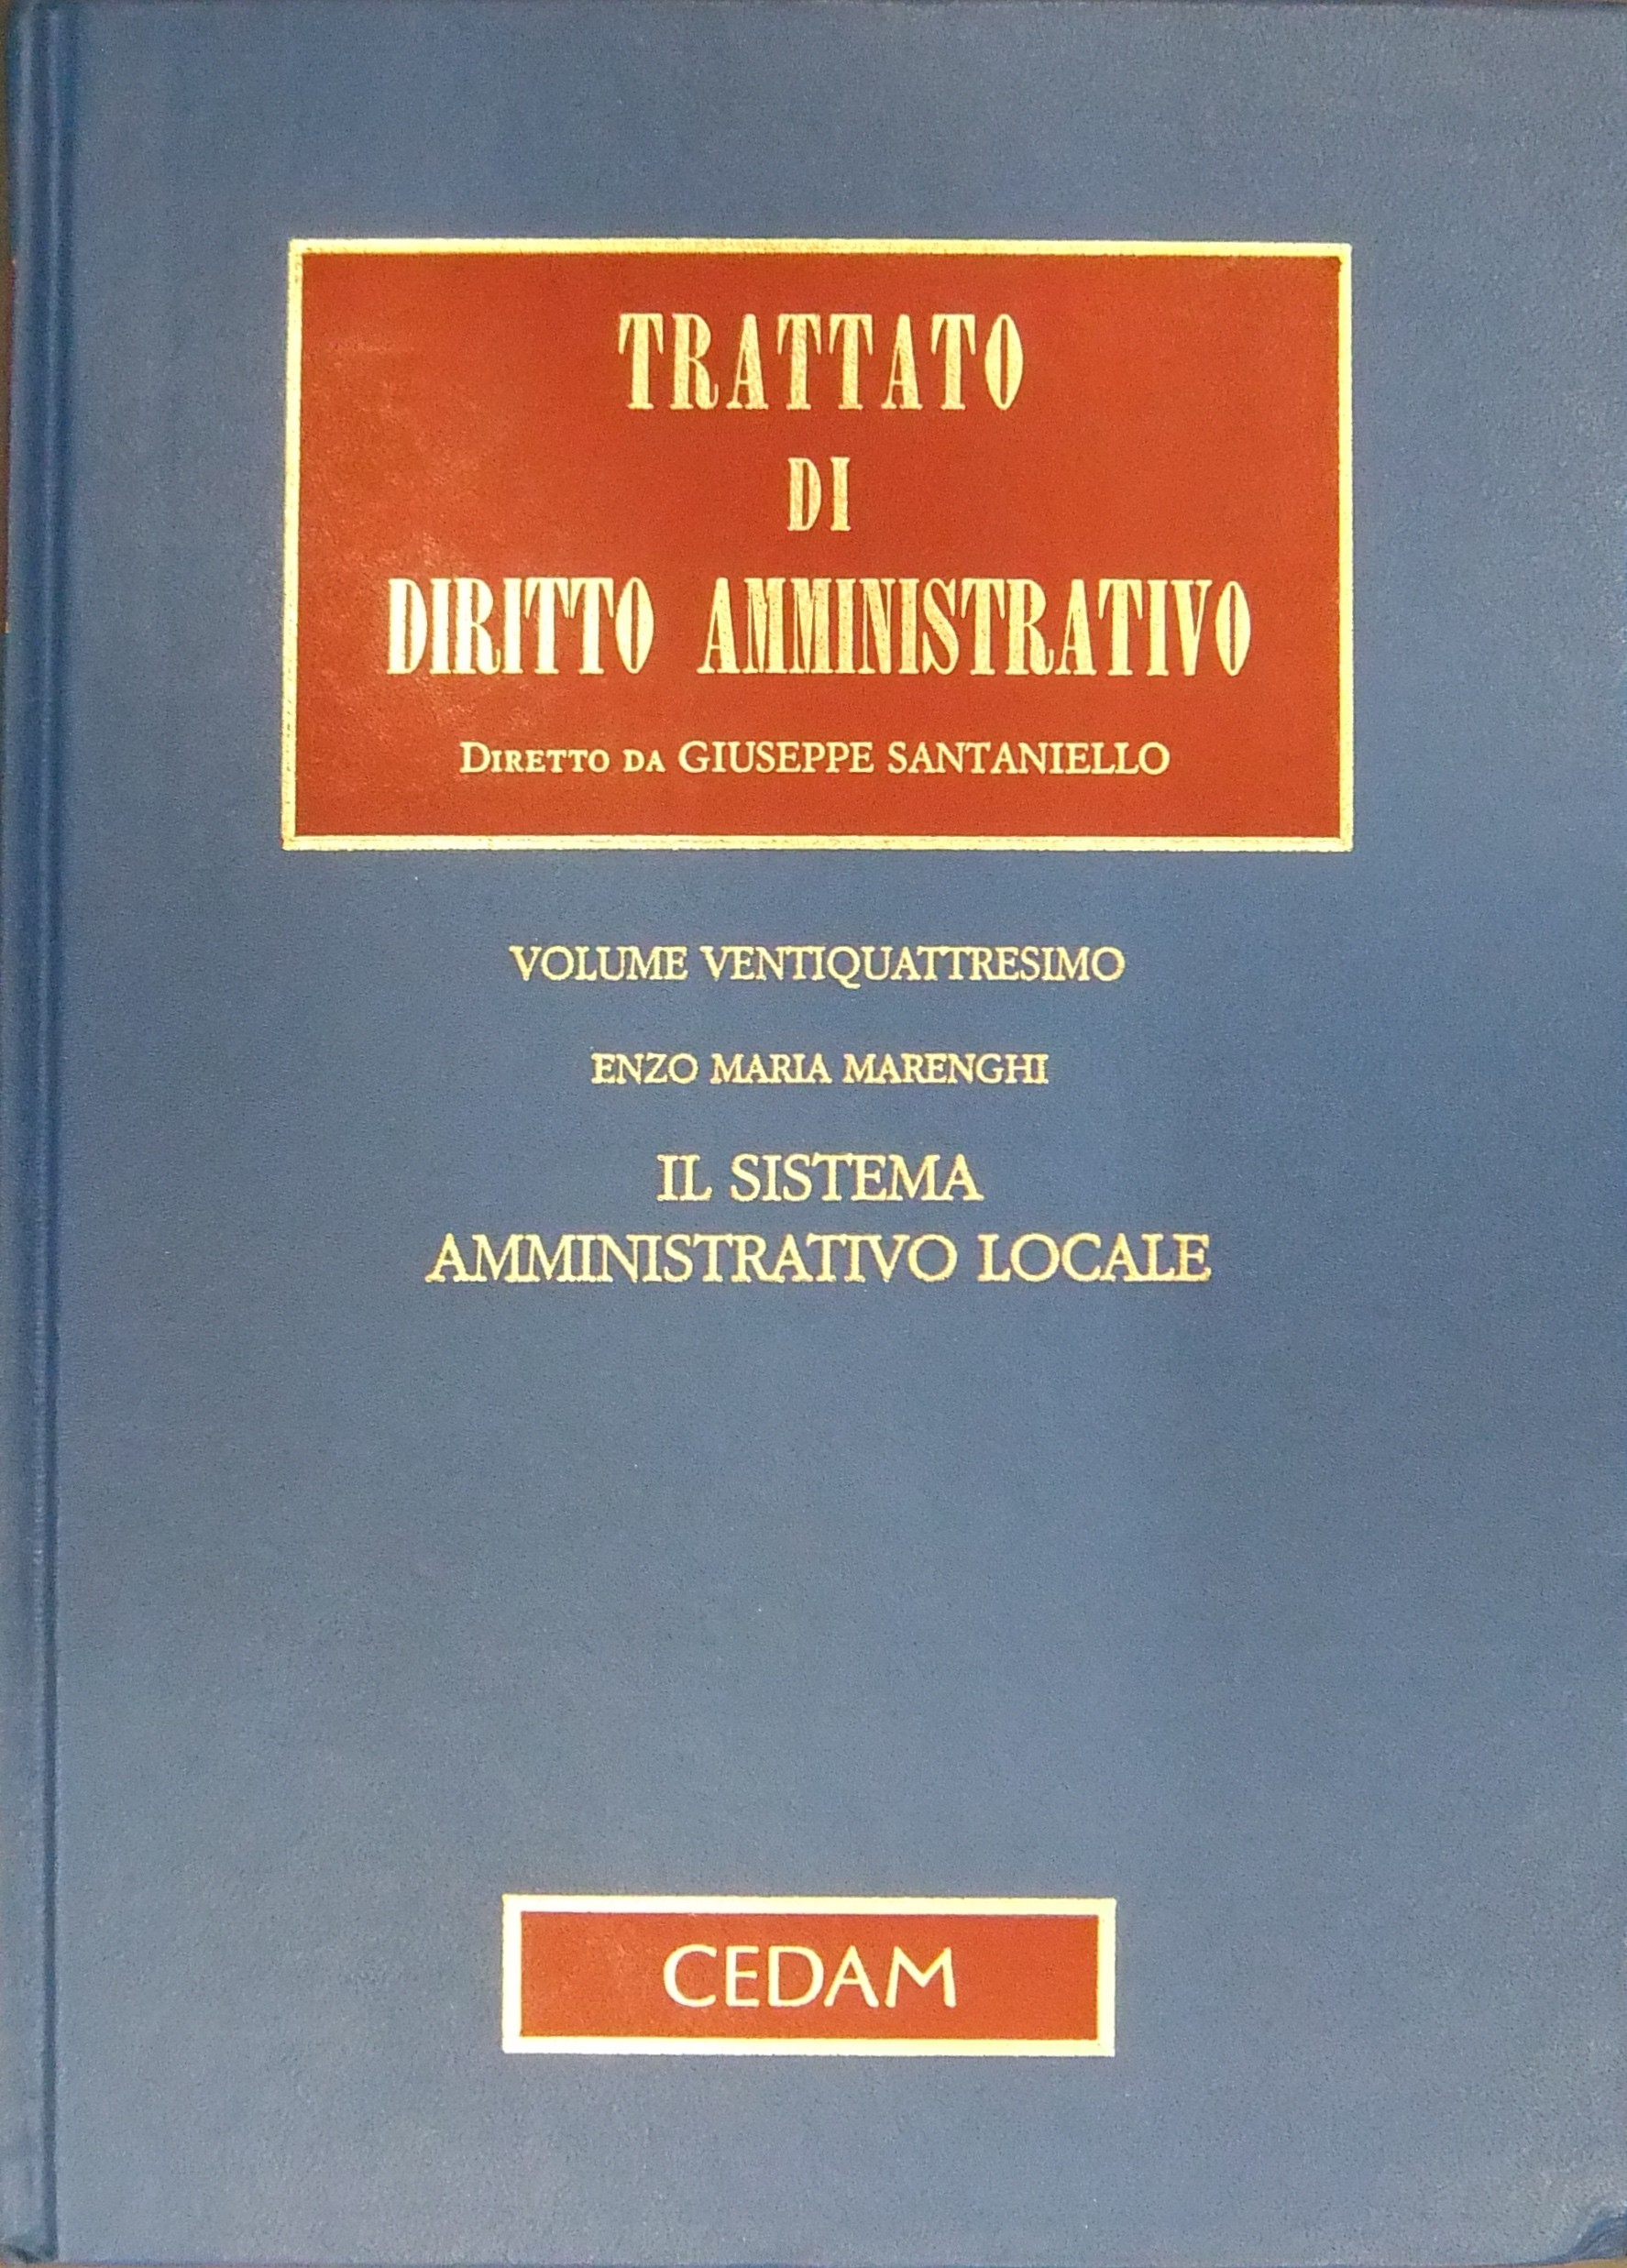 TRATTATO
DI
DIRITTO AMMINISTRATIVO
DIRETTO DA GIUSEPPE SANTANIELLO
VOLUME VENTIQUATTRESIMO
ENZO MARIA MARENGHI
IL SISTEMA
AMMINISTRATIVO LOCALE
CEDAM